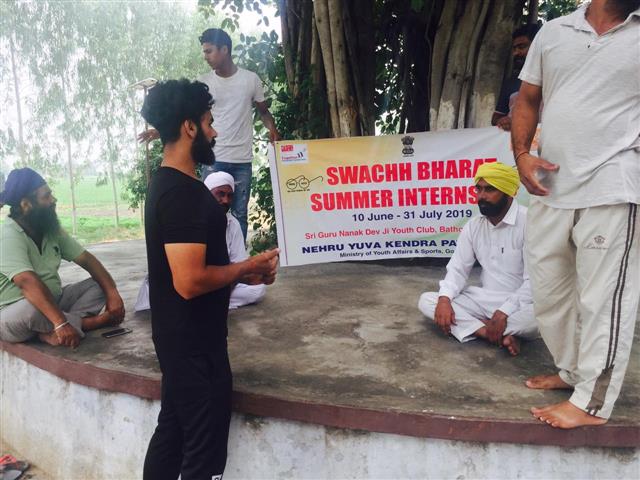 SWACHH BHARAT
SUMMER INTERNS
10 June - 31 July 2019
Sri Guru Nanak Dev Ji Youth Club, Batho
NEHRU YUVA KENDRA PA
Ministry of Youth Affairs & Sports, Go